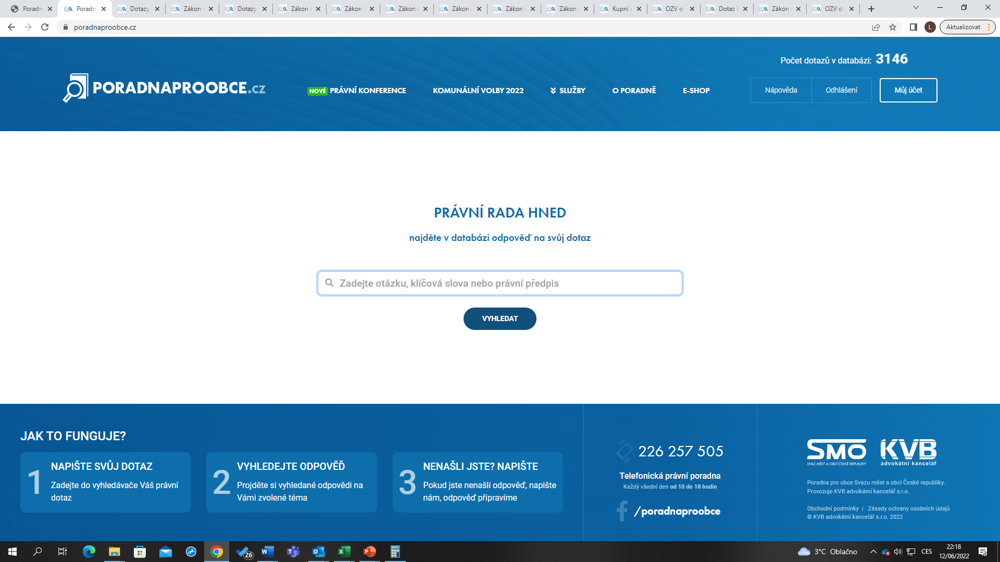 Poradn
Poradn
Dotazy
Zákon
Dotazy
Zákon
Zákon
Zákon
Zákon
Zákon
Zákon
Kupní s
OZV o
Dotaz
Zákon
OZV o
poradnaproobce.cz
L
Aktualizovat
Počet dotazů v databázi: 3146
PORADNAPROOBCE.CZ
NOVÉ PRÁVNÍ KONFERENCE
KOMUNÁLNÍ VOLBY 2022
SLUŽBY
O PORADNĚ
E-SHOP
Nápověda
Odhlášení
Můj účet
PRÁVNÍ RADA HNED
najděte v databázi odpověď na svůj dotaz
Zadejte otázku, klíčová slova nebo právní předpis
VYHLEDAT
JAK TO FUNGUJE?
1
NAPIŠTE SVŮJ DOTAZ
Zadejte do vyhledávače Váš právní
dotaz
2
VYHLEDEJTE ODPOVĚĎ
Projděte si vyhledané odpovědi na
Vámi zvolené téma
3
NENAŠLI JSTE? NAPIŠTE
Pokud jste nenašli odpověď, napište
nám, odpověď připravíme
226 257 505
Telefonická právní poradna
Každý všední den od 10 do 18 hodin
/poradnaproobce
SMO
SVAZ MĚST A OBCÍ ČESKÉ REPUBLIKY
KVB
advokátní kancelář
Poradna pro obce Svazu měst a obcí České republiky.
Provozuje KVB advokátní kancelář s.r.o.
Obchodní podmínky | Zásady ochrany osobních údajů
© KVB advokátní kancelář s.r.o. 2022
26
3°C Oblačno
CES
22:18
12/06/2022